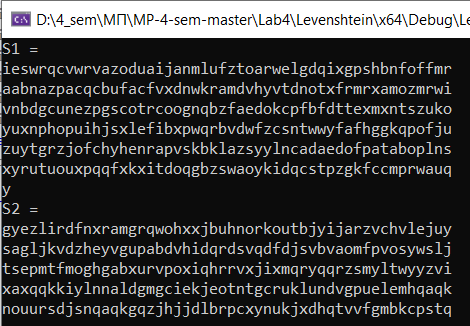 D:\4_sem\МП\MP-4-sem-master\Lab4\Levenshtein\x64\Debug\Le
S1 =
ieswrqcvwrvazoduaijanmlufztoarwelgdqixgpshbnfoffmr
aabnazpacqcbufacfvxdnwkramdvhyvtdnotxfrmrxamozmrwi
vnbdgcunezpgscotrcoognqbzfaedokcpfbfdttexmxntszuko
yuxnphopuihjsxlefibxpwqrbvdwfzcsntwwyfafhggkqpofju
zuytgrzjofchyhenrapvskbklazsyylncadaedofpataboplns
xyrutuouxpqqfxkxitdoqgbzswaoykidqcstpzgkfccmprwauq
y
S2 =
gyezlirdfnxramgrqwohxxjbuhnorkoutbjyijarzvchvlejuy
sagljkvdzheyvgupabdvhidqrdsvqdfdjsvbvaomfpvosywslj
tsepmtfmoghgabxurvpoxiqhrrvxjixmqryqqrzsmyltwyyzvi
xaxqqkkiylnnaldgmgciekjeotntgcruklundvgpuelemhqaqk
nouursdjsnqaqkgqzjhjjdlbrpcxynukjxdhqtvvfgmbkcpstq